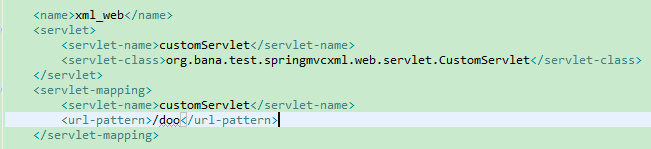 <name>xml_web</name>
<servlet>
<servlet-name>customServlet</servlet-name>
<servlet-class>org.bana.test.springmvcxml.web.servlet.CustomServlet</servlet-class>
</servlet>
<servlet-mapping>
<servlet-name>customServlet</servlet-name>
<url-pattern>/doo</url-pattern>
</servlet-mapping>